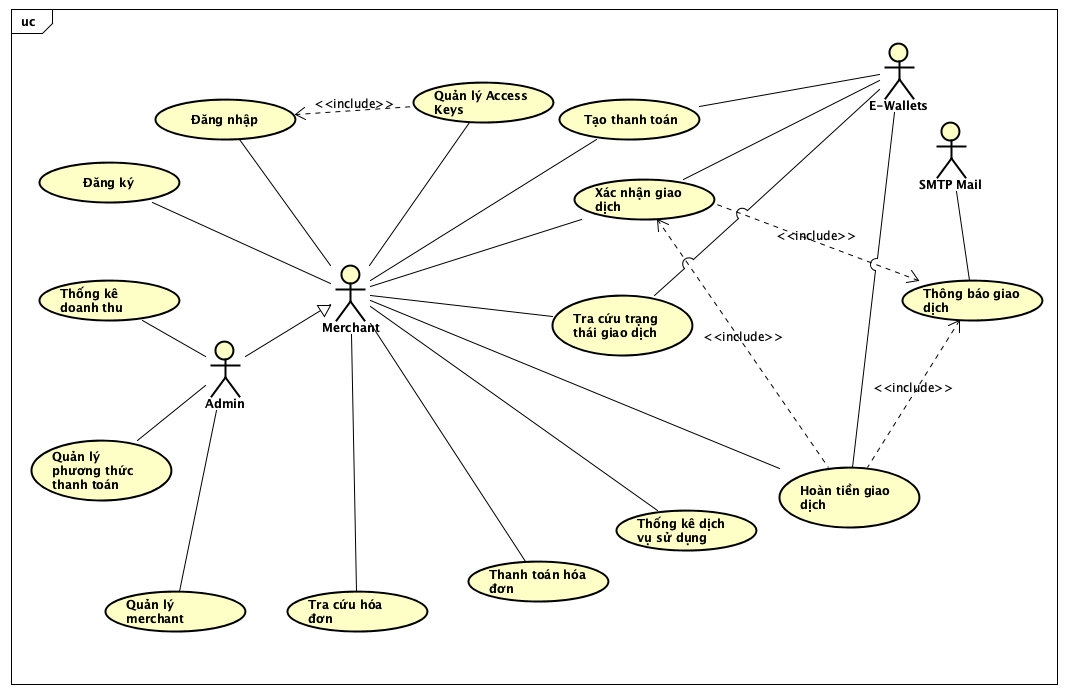 uc
E-Wallets
Quản lý Access
Keys
<<include>>
Đăng nhập
Tạo thanh toán
SMTP Mail
Đăng ký
Xác nhận giao
dịch
<<include>>
Thống kê
doanh thu
Merchant
Thông báo giao
dịch
Tra cứu trạng
thái giao dịch
<<include>>
<<include>>
Admin
Quản lý
phương thức
thanh toán
Hoàn tiền giao
dịch
Thống kê dịch
vụ sử dụng
Thanh toán hóa
đơn
Quản lý
merchant
Tra cứu hóa
đơn